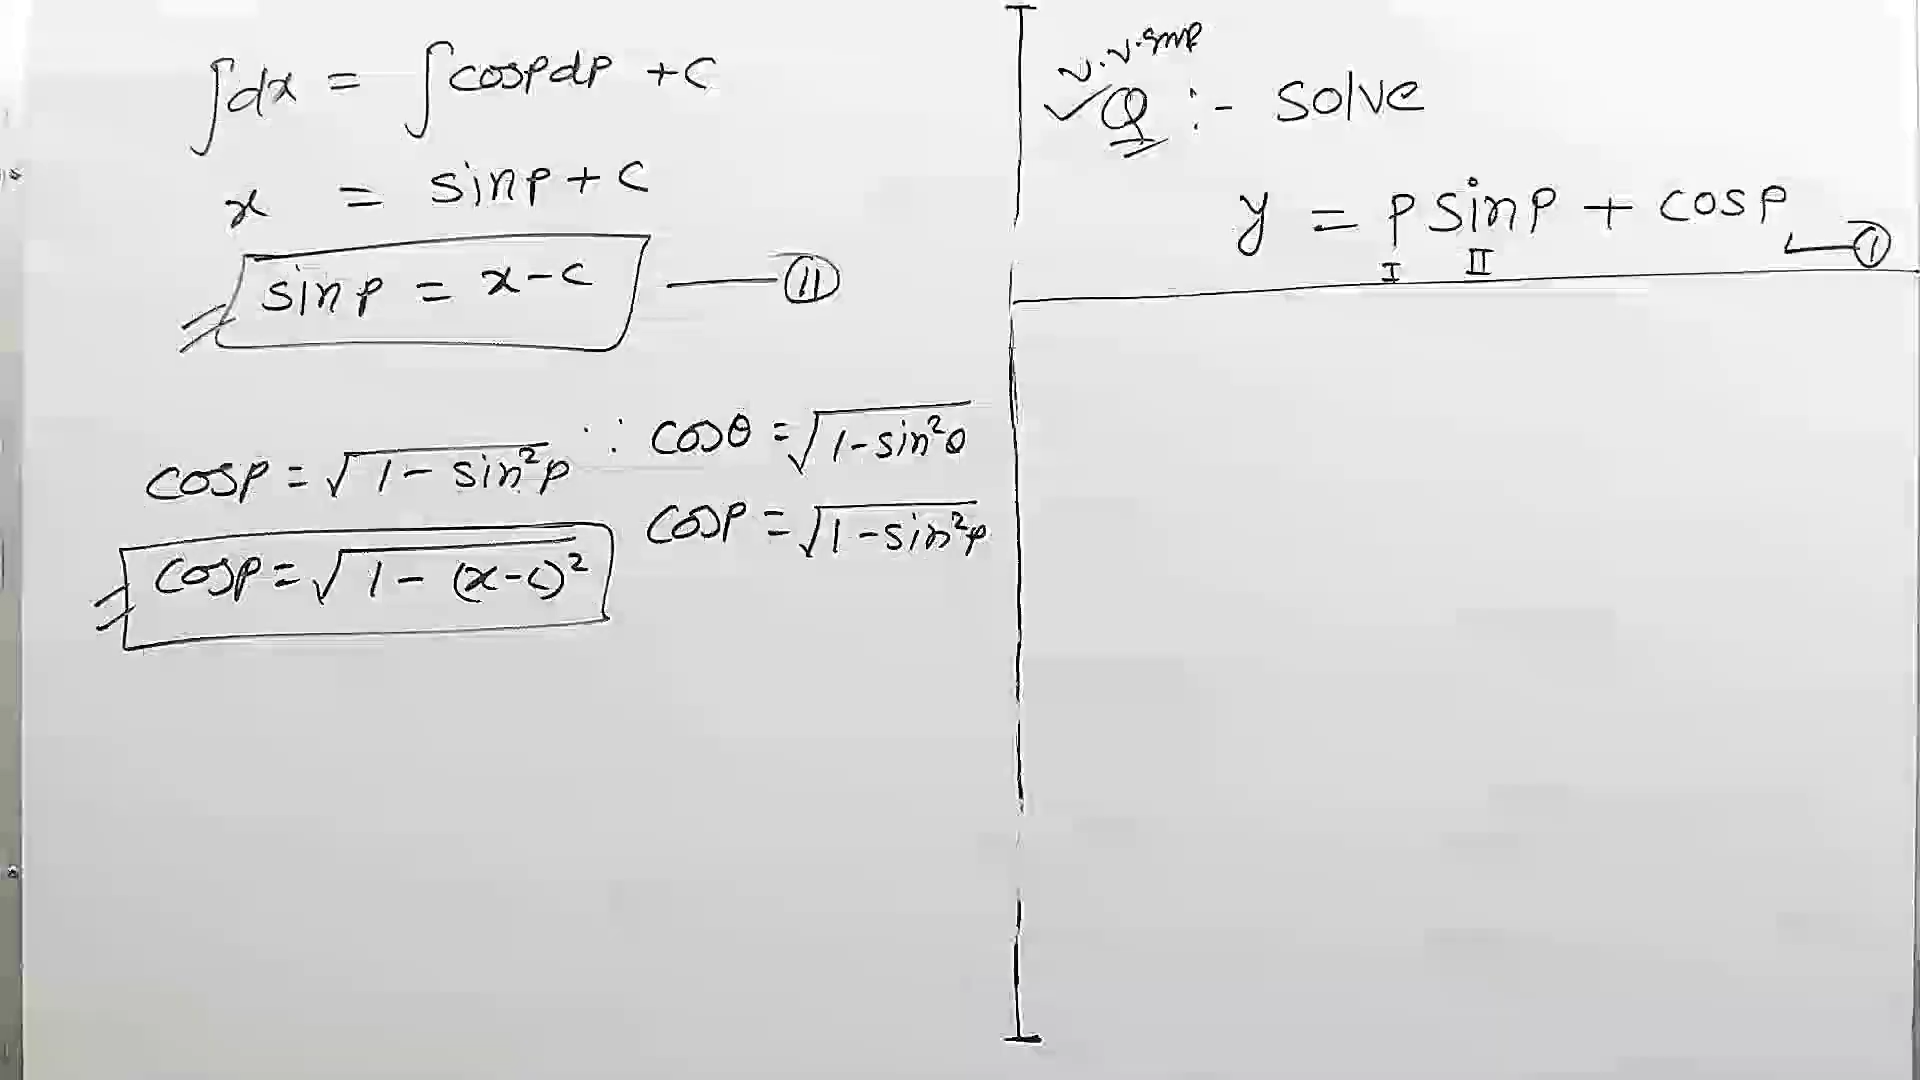 ∫dx = ∫cospdp + c
x = sinp + c
sinp = x-c —— (II)
cosp = √1-sin²p ∵ cosθ = √1-sin²θ
cosp = √1-(x-c)² cosp = √1-sin²p
v.v.Imp
✓Q :- Solve
y = p sinp + cosp —— (1)
I II